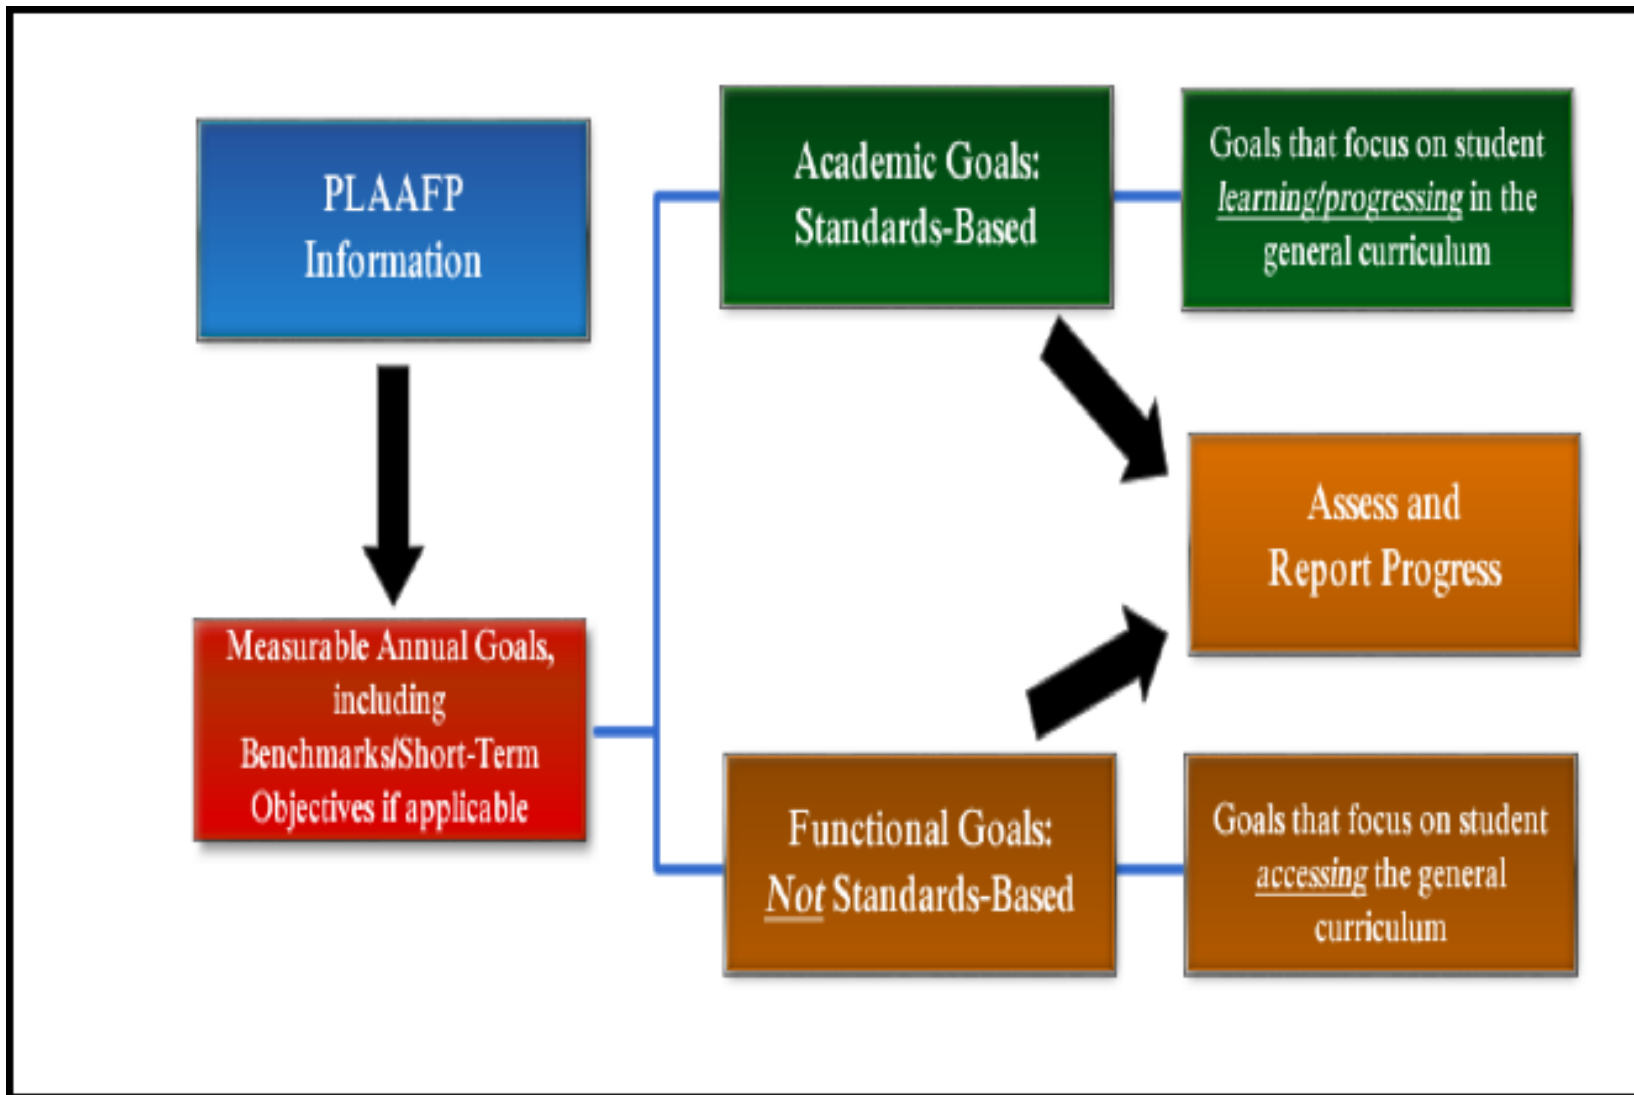 PLAAFP
Information
Measurable Annual Goals,
including
Benchmarks/Short-Term
Objectives if applicable
Academic Goals:
Standards-Based
Goals that focus on student
learning/progressing in the
general curriculum
Assess and
Report Progress
Functional Goals:
Not Standards-Based
Goals that focus on student
accessing the general
curriculum